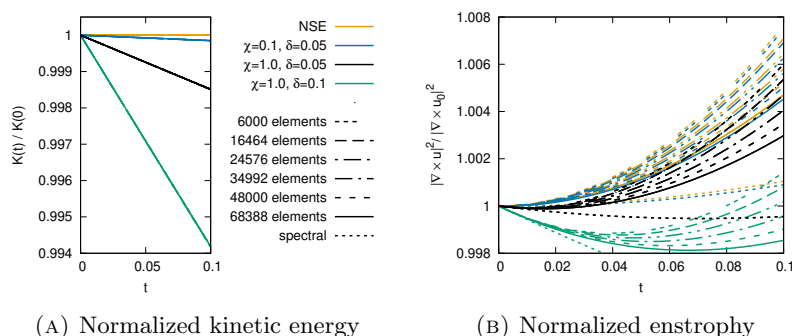 K(t) / K(0)
1
0.999
0.998
0.997
0.996
0.995
0.994
0
0.05
0.1
t
NSE
χ=0.1, δ=0.05
χ=1.0, δ=0.05
χ=1.0, δ=0.1
6000 elements
16464 elements
24576 elements
34992 elements
48000 elements
68388 elements
spectral
|∇ × u|²/ |∇ × u₀|²
1.008
1.006
1.004
1.002
1
0.998
0
0.02
0.04
0.06
0.08
0.1
t
(A) Normalized kinetic energy
(B) Normalized enstrophy